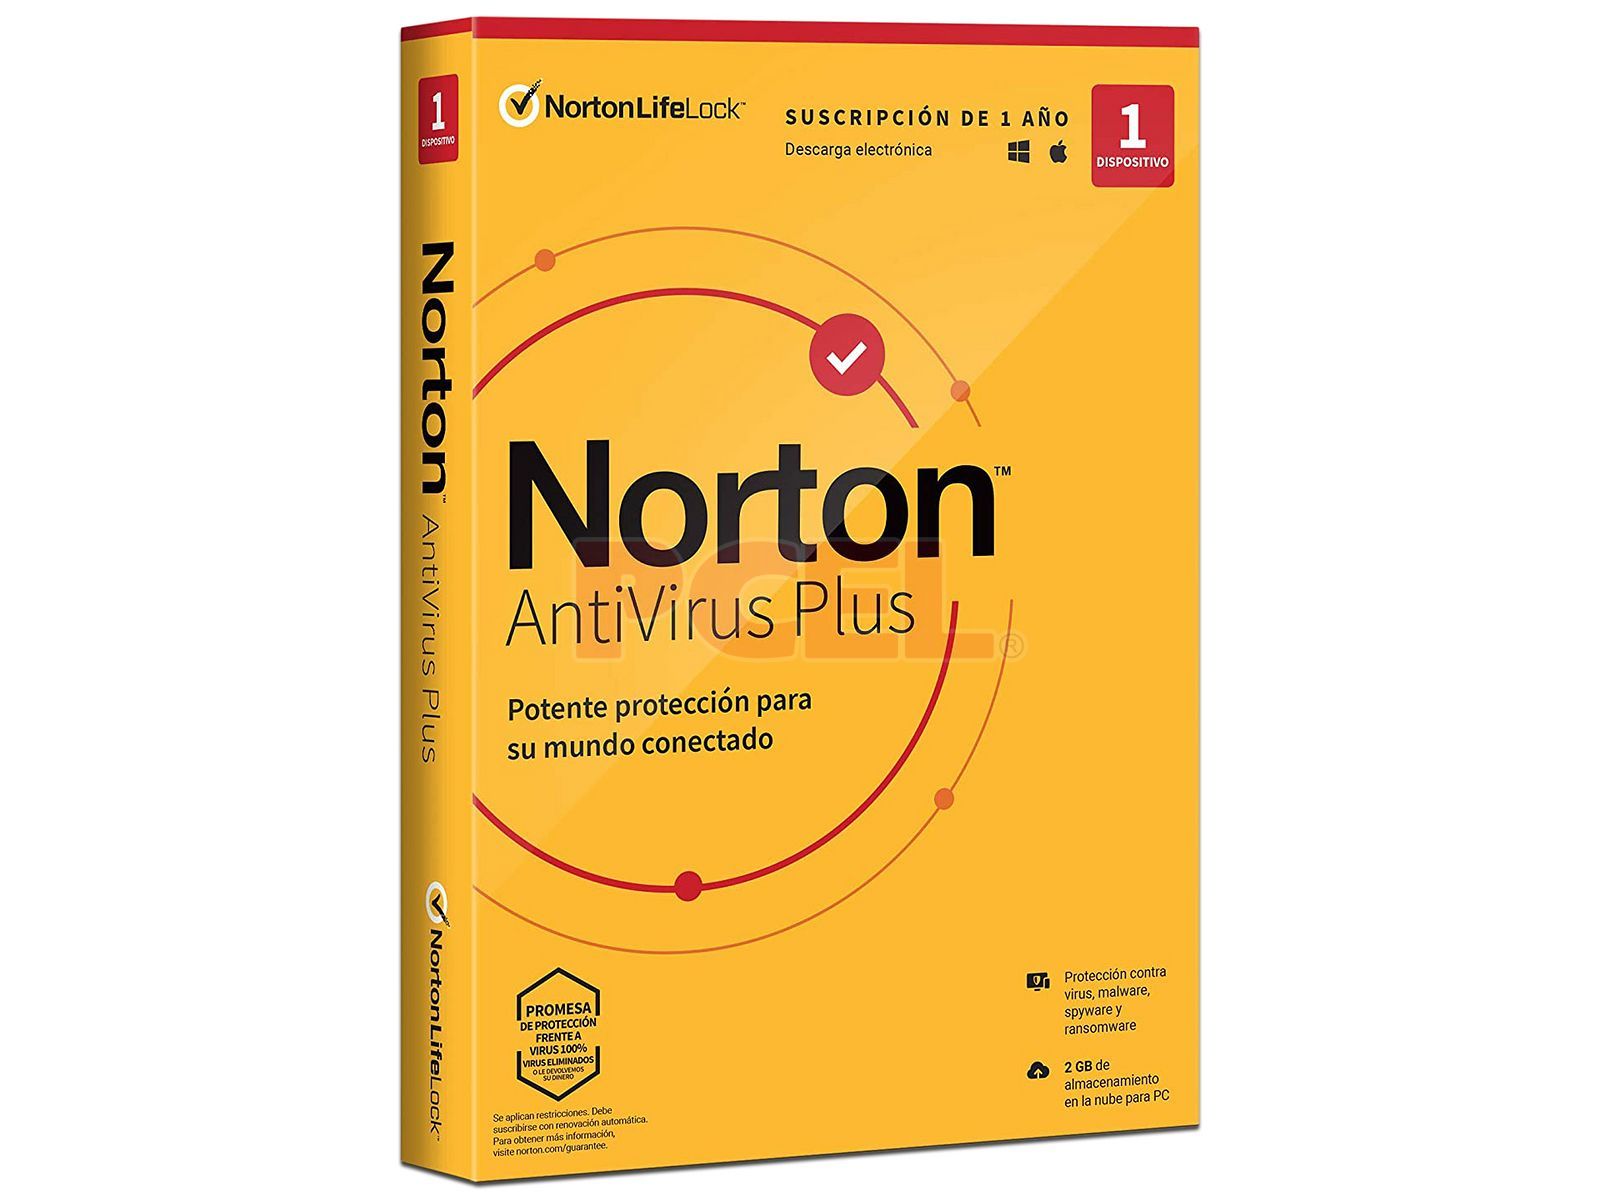 1
DISPOSITIVO
Norton™ AntiVirus Plus
NortonLifeLock™
NortonLifeLock™
SUSCRIPCIÓN DE 1 AÑO
Descarga electrónica
1
DISPOSITIVO
Norton™
AntiVirus Plus
PCEL®
Potente protección para
su mundo conectado
PROMESA
DE PROTECCIÓN
FRENTE A
VIRUS 100%
VIRUS ELIMINADOS
O LE DEVOLVEMOS
SU DINERO
Se aplican restricciones. Debe
suscribirse con renovación automática.
Para obtener más información,
visite norton.com/guarantee.
Protección contra
virus, malware,
spyware y
ransomware
2 GB de
almacenamiento
en la nube para PC